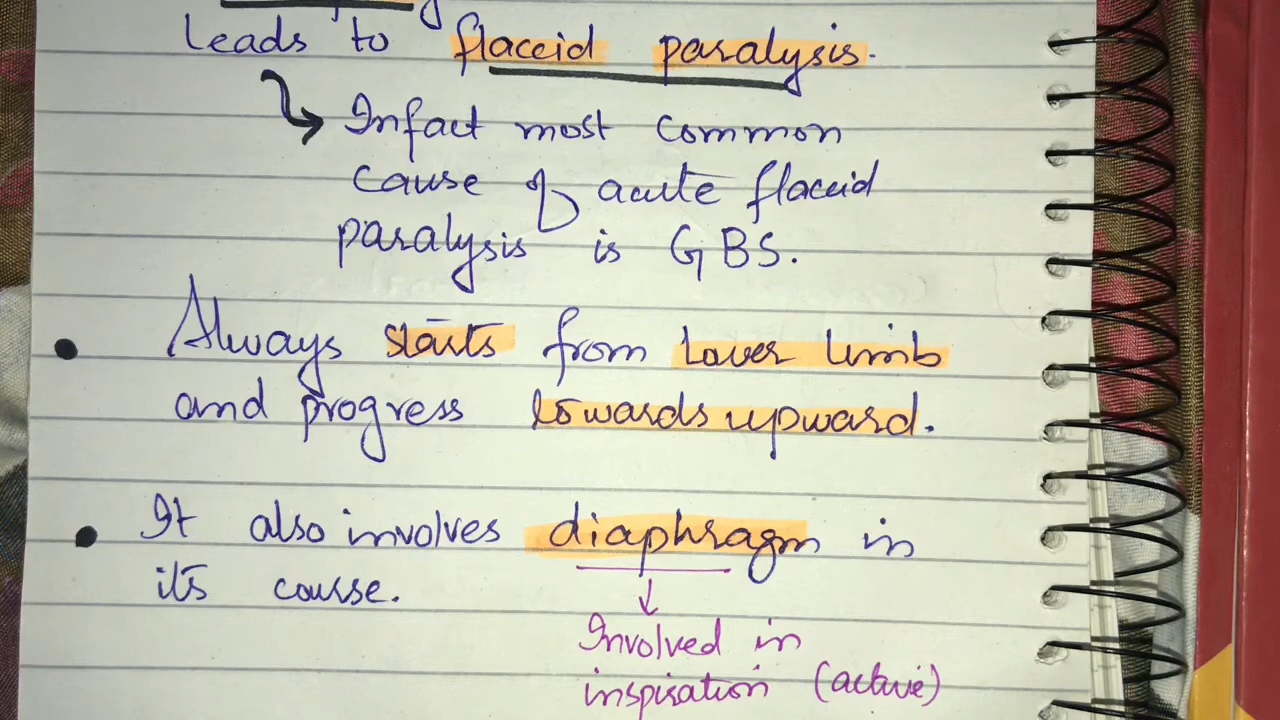 leads to flaccid paralysis.
Infact most common
cause of acute flaccid
paralysis is GBS.
Always starts from lower limb
and progress towards upward.
It also involves diaphragm in
its course.
Involved in
inspiration (active)